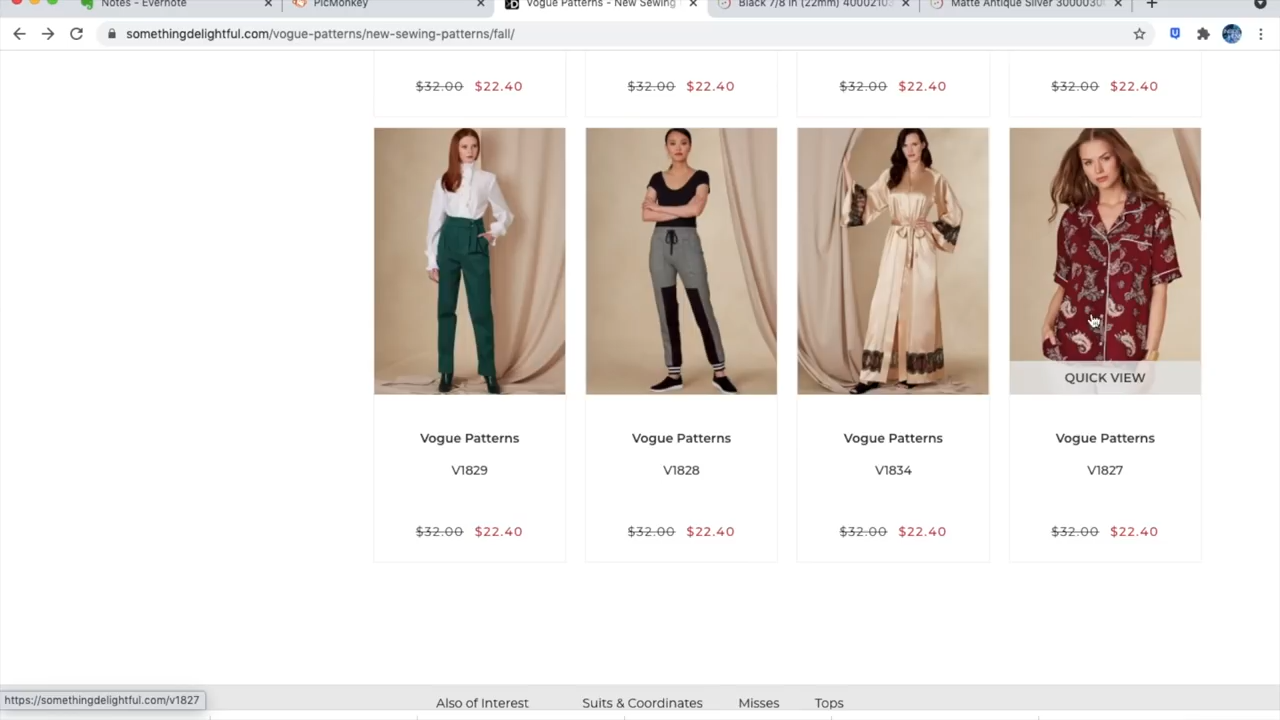 Notes - Evernote
PicMonkey
Vogue Patterns - New Sewing
Black 7/8 in (22mm) 40002103
Matte Antique Silver 3000030
somethingdelightful.com/vogue-patterns/new-sewing-patterns/fall/
$32.00 $22.40
$32.00 $22.40
$32.00 $22.40
$32.00 $22.40
QUICK VIEW
Vogue Patterns
V1829
$32.00 $22.40
Vogue Patterns
V1828
$32.00 $22.40
Vogue Patterns
V1834
$32.00 $22.40
Vogue Patterns
V1827
$32.00 $22.40
https://somethingdelightful.com/v1827
Also of Interest
Suits & Coordinates
Misses
Tops